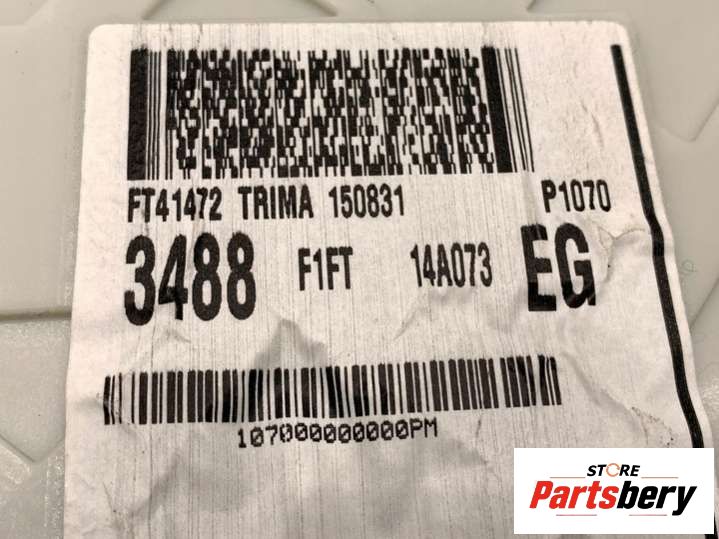 FT41472 TRIMA 150831 P1070
3488 F1FT 14A073 EG
107000000000PM
STORE
Partsbery